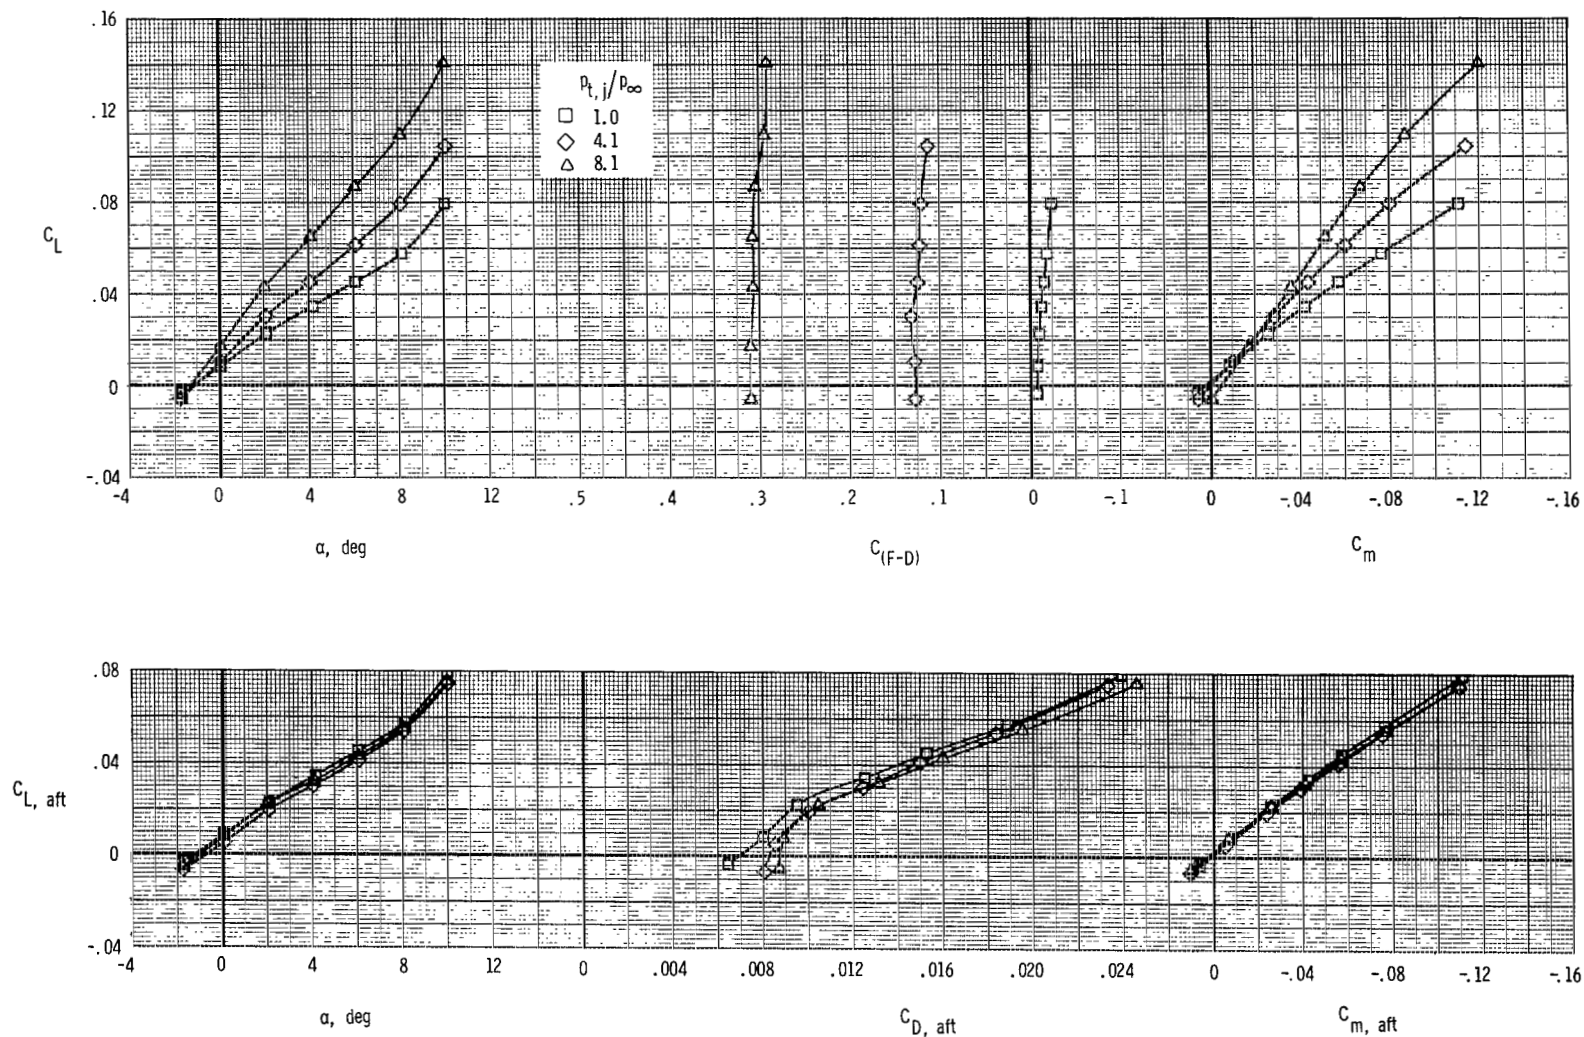 .16
.12
.08
.04
0
-.04
C_L
p_t,j/p_∞
□ 1.0
◇ 4.1
△ 8.1
-4 0 4 8 12 .5 .4 .3 .2 .1 0 -.1 0 -.04 -.08 -.12 -.16
α, deg C_(F-D) C_m
.08
.04
0
-.04
C_L, aft
-4 0 4 8 12 0 .004 .008 .012 .016 .020 .024 0 -.04 -.08 -.12 -.16
α, deg C_D, aft C_m, aft